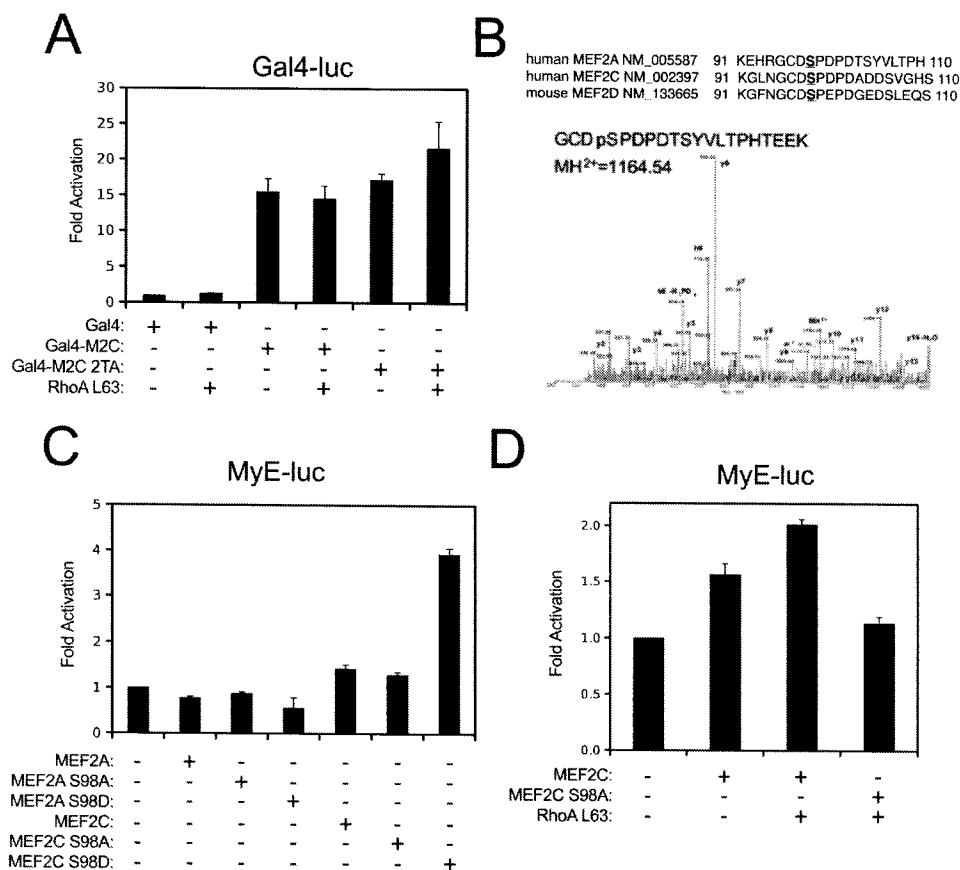 A
Gal4-luc
Fold Activation
30
25
20
15
10
5
0
Gal4: + + - - - -
Gal4-M2C: - - + + - -
Gal4-M2C 2TA: - - - - + +
RhoA L63: - + - + - +
B
human MEF2A NM_005587 91 KEHRGCDSPDPDTSYVLTPH 110
human MEF2C NM_002397 91 KGLNGCDSPDPDADDSVGHS 110
mouse MEF2D NM_133665 91 KGFNGCDSPEPDGEDSLEQS 110
GCDpSPDPDTSYVLTPHTEEK
MH2+=1164.54
C
MyE-luc
Fold Activation
5
4
3
2
1
0
MEF2A: - + - - - - -
MEF2A S98A: - - + - - - -
MEF2A S98D: - - - + - - -
MEF2C: - - - - + - -
MEF2C S98A: - - - - - + -
MEF2C S98D: - - - - - - +
D
MyE-luc
Fold Activation
2.0
1.5
1.0
0.5
0.0
MEF2C: - + + -
MEF2C S98A: - - - +
RhoA L63: - - + +